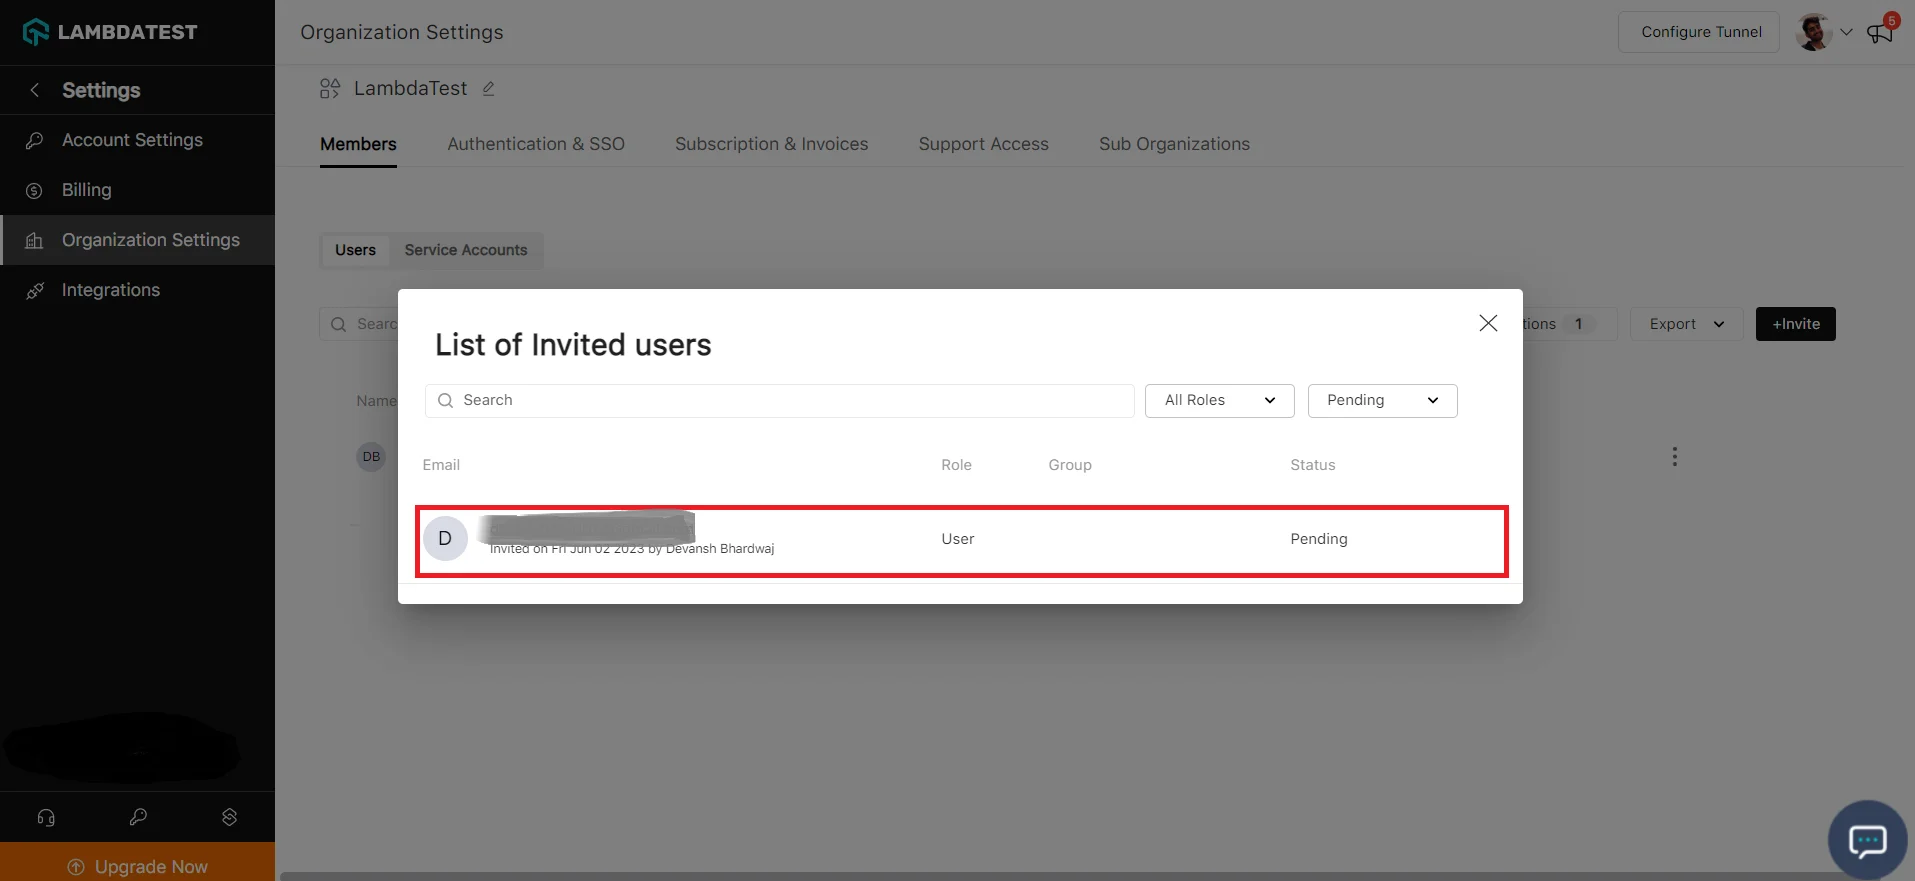 LAMBDATEST
Organization Settings
Configure Tunnel
5
Settings
LambdaTest
Account Settings
Members
Authentication & SSO
Subscription & Invoices
Support Access
Sub Organizations
Billing
Organization Settings
Users
Service Accounts
Integrations
Searc
tions 1
Export
+Invite
List of Invited users
Search
All Roles
Pending
Name
DB
Email
Role
Group
Status
D
Invited on Fri Jun 02 2023 by Devansh Bhardwaj
User
Pending
Upgrade Now